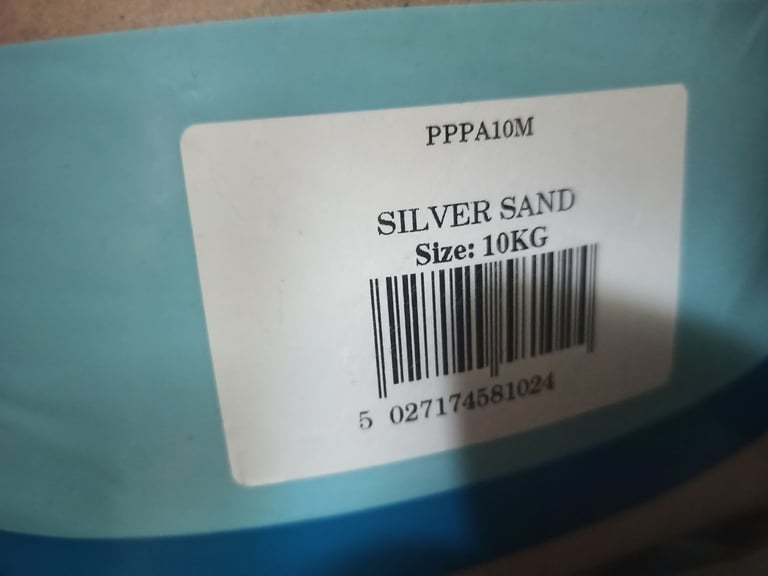 PPPA10M
SILVER SAND
Size: 10KG
5 027174581024